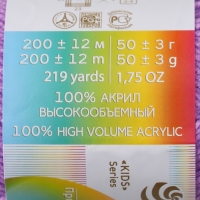 200 ± 12 м 50 ± 3 г
200 ± 12 m 50 ± 3 g
219 yards 1,75 OZ
100% АКРИЛ
ВЫСОКООБЪЕМНЫЙ
100% HIGH VOLUME ACRYLIC
«KIDS»
Series